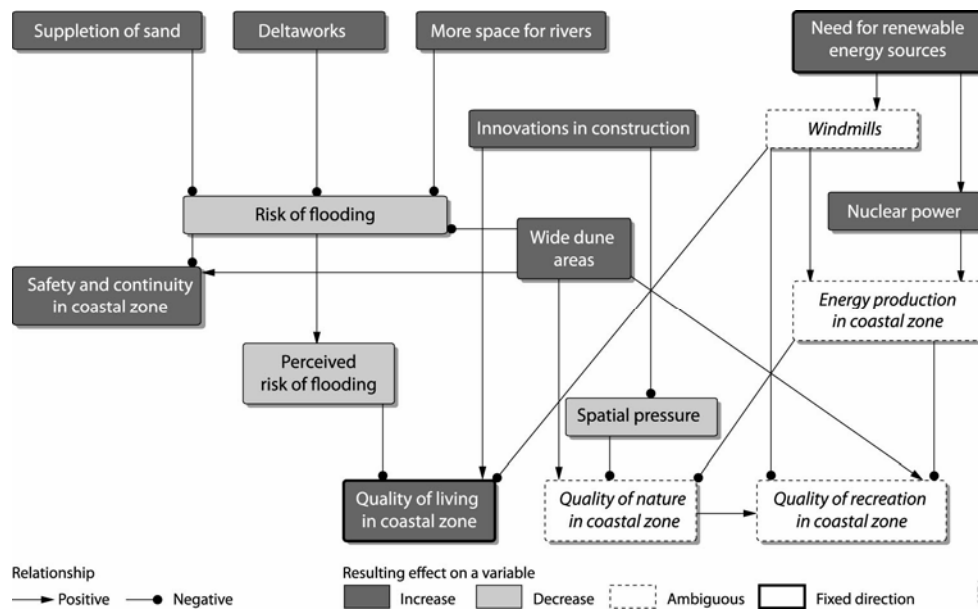 Suppletion of sand
Deltaworks
More space for rivers
Need for renewable
energy sources
Innovations in construction
Windmills
Risk of flooding
Nuclear power
Wide dune
areas
Safety and continuity
in coastal zone
Energy production
in coastal zone
Perceived
risk of flooding
Spatial pressure
Quality of living
in coastal zone
Quality of nature
in coastal zone
Quality of recreation
in coastal zone
Relationship
Positive
Negative
Resulting effect on a variable
Increase
Decrease
Ambiguous
Fixed direction